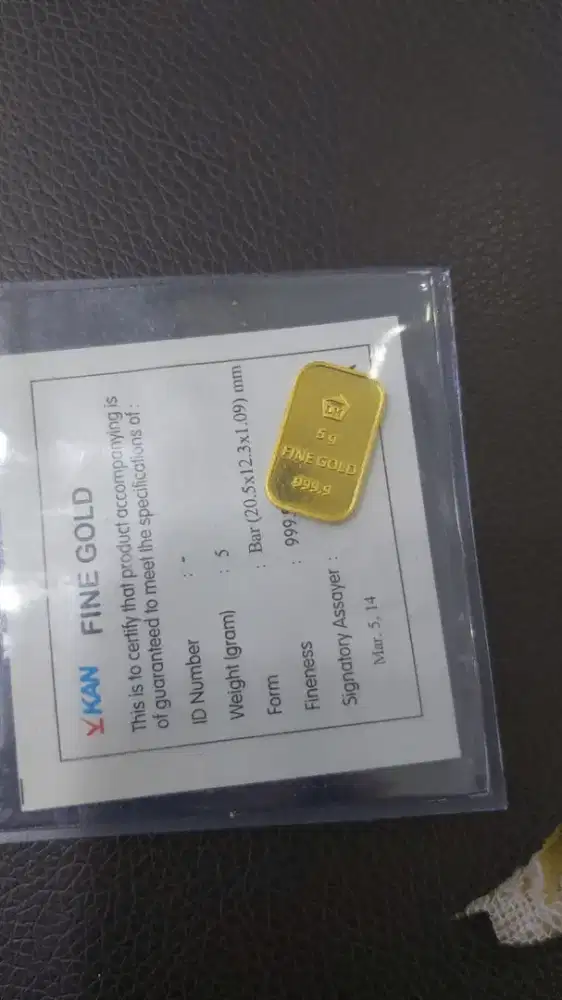 KAN FINE GOLD
This is to certify that product accompanying is
of guaranteed to meet the specifications of :
ID Number : -
Weight (gram) : 5
Form : Bar (20.5x12.3x1.09) mm
Fineness : 999.9
Signatory Assayer :
Mar. 5, 14
5 g
FINE GOLD
999,9